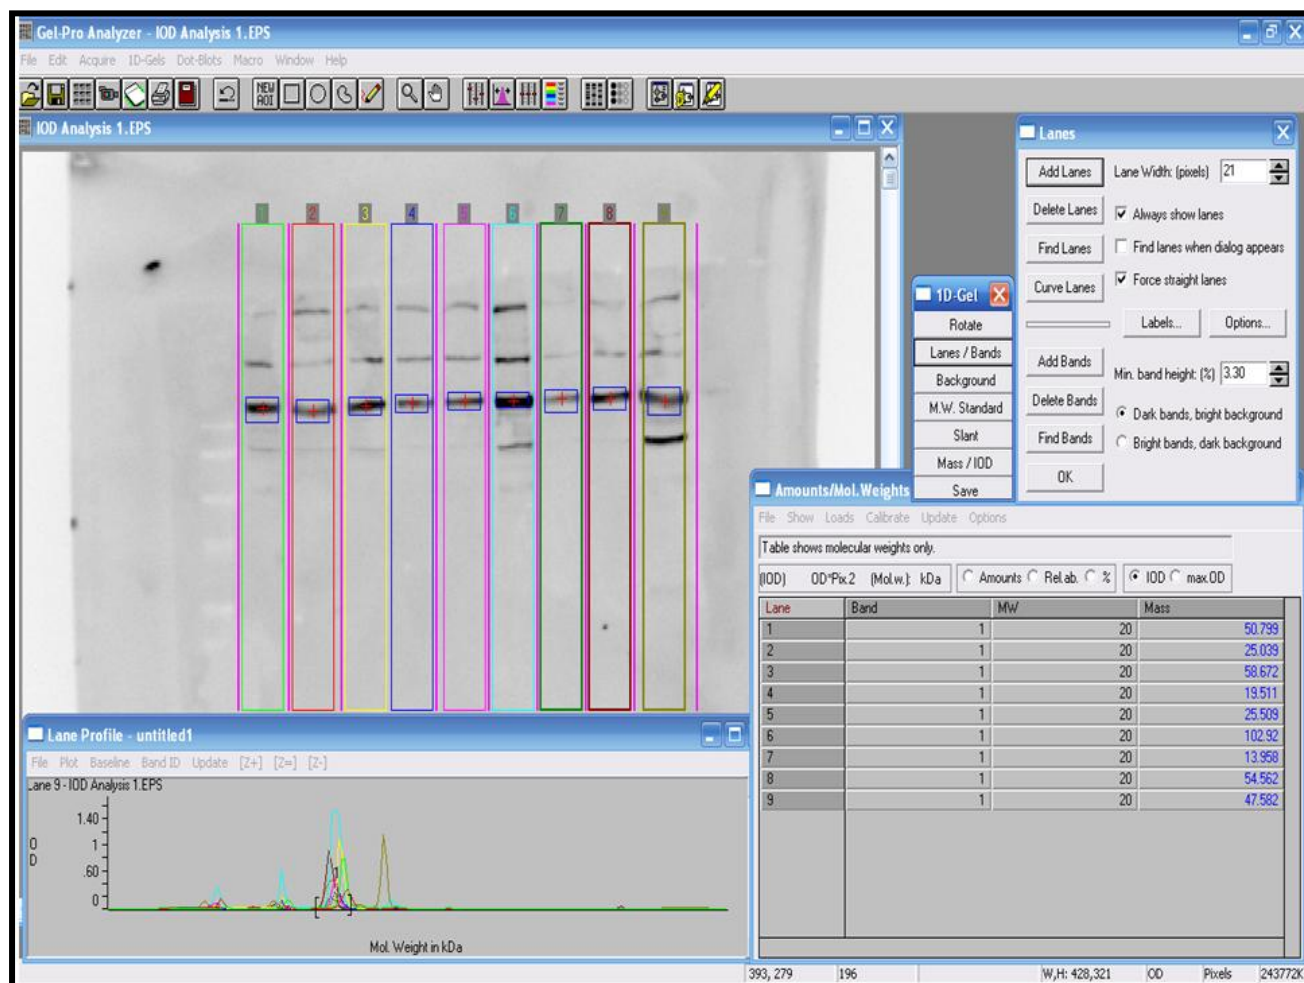 Gel-Pro Analyzer - IOD Analysis 1.EPS
File Edit Acquire 1D-Gels Dot-Blots Macro Window Help
NEW AOI
IOD Analysis 1.EPS
1 2 3 4 5 6 7 8 9
Lanes
Add Lanes Lane Width: (pixels) 21
Delete Lanes Always show lanes
Find Lanes Find lanes when dialog appears
Curve Lanes Force straight lanes
Labels... Options...
Add Bands
Min. band height: (%) 3.30
Delete Bands Dark bands, bright background
Find Bands Bright bands, dark background
OK
1D-Gel
Rotate
Lanes / Bands
Background
M.W. Standard
Slant
Mass / IOD
Save
Amounts/Mol.Weights
File Show Loads Calibrate Update Options
Table shows molecular weights only.
(IOD) OD*Pix.2 (Mol.w.): kDa Amounts Rel.ab. % IOD max.OD
Lane Band MW Mass
1 1 20 50.799
2 1 20 25.039
3 1 20 58.672
4 1 20 19.511
5 1 20 25.509
6 1 20 102.92
7 1 20 13.958
8 1 20 54.562
9 1 20 47.582
Lane Profile - untitled1
File Plot Baseline Band ID Update [Z+] [Z=] [Z-]
Lane 9 - IOD Analysis 1.EPS
1.40
1
.60
0
O
D
Mol. Weight in kDa
393, 279 196 W,H: 428,321 OD Pixels 243772K